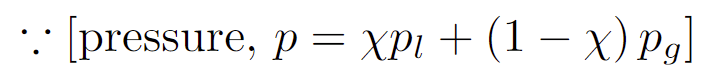 ∵ [pressure, p = χp_l + (1 − χ) p_g]